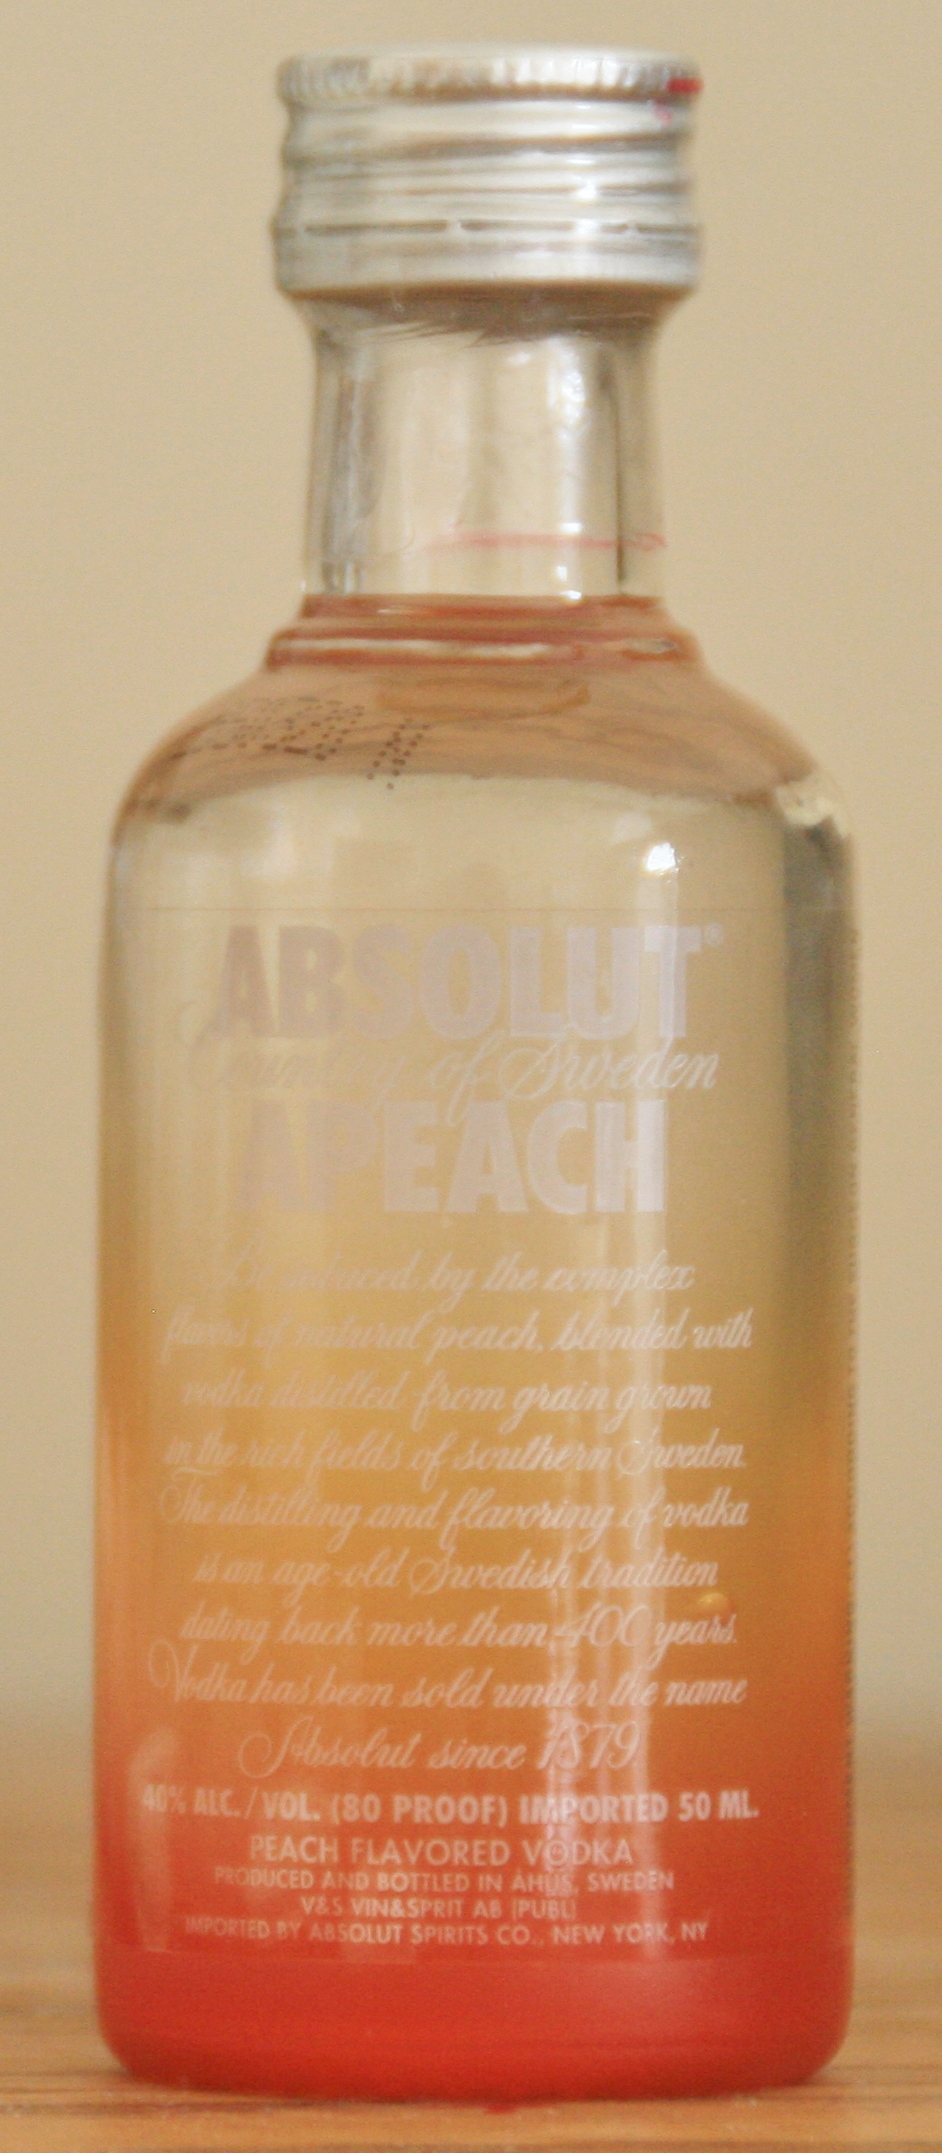 ABSOLUT®
Country of Sweden
APEACH
Be seduced by the complex
flavors of natural peach, blended with
vodka distilled from grain grown
in the rich fields of southern Sweden.
The distilling and flavoring of vodka
is an age-old Swedish tradition
dating back more than 400 years.
Vodka has been sold under the name
Absolut since 1879
40% ALC./VOL. (80 PROOF) IMPORTED 50 ML.
PEACH FLAVORED VODKA
PRODUCED AND BOTTLED IN ÅHUS, SWEDEN
V&S VIN&SPRIT AB (PUBL)
IMPORTED BY ABSOLUT SPIRITS CO., NEW YORK, NY